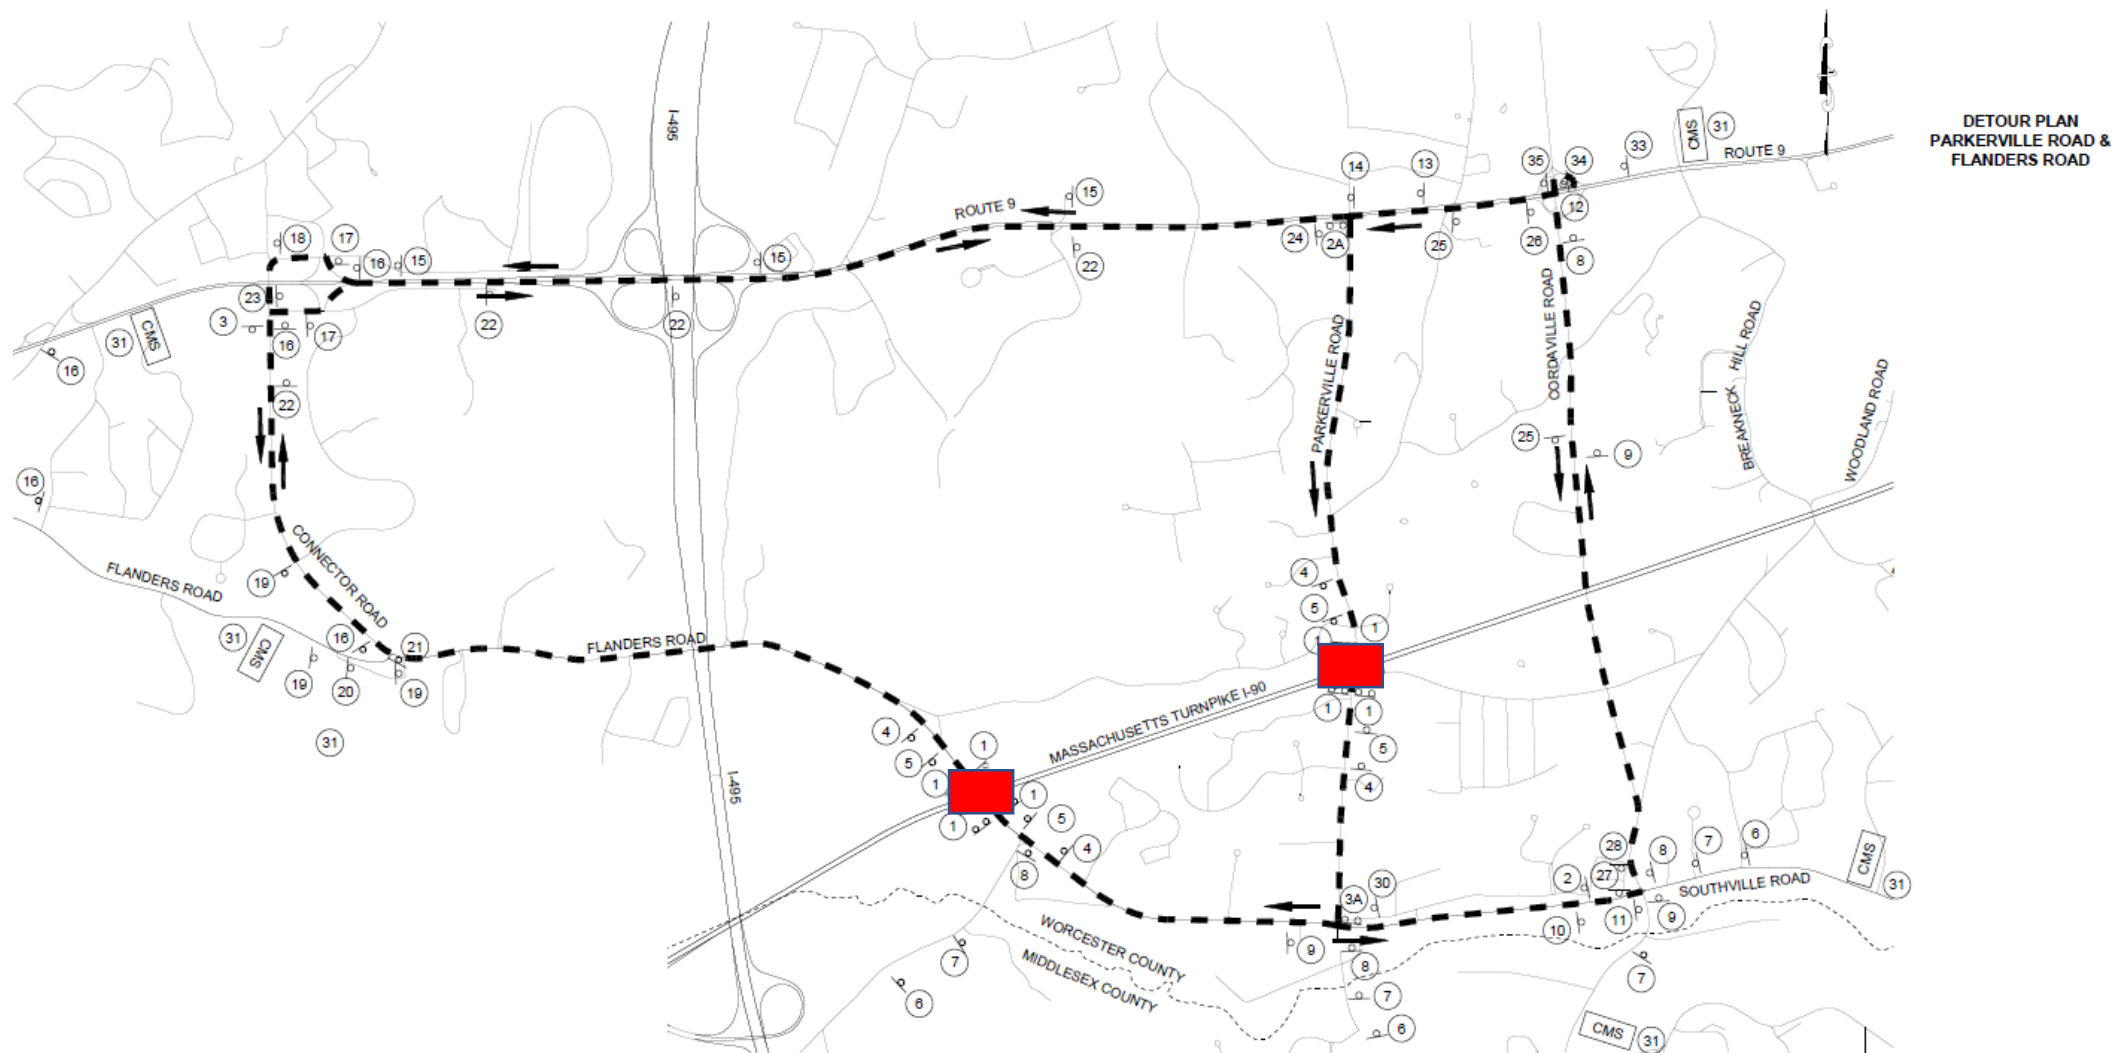 DETOUR PLAN
PARKERVILLE ROAD &
FLANDERS ROAD
I-495
CMS
31
33
ROUTE 9
35
34
12
14
13
15
ROUTE 9
24
2A
25
26
8
22
18
17
16
15
15
23
3
16
17
22
22
31
CMS
16
22
PARKERVILLE ROAD
CORDAVILLE ROAD
BREAKNECK HILL ROAD
WOODLAND ROAD
25
9
16
CONNECTOR ROAD
FLANDERS ROAD
19
4
5
1
1
31
CMS
16
21
19
20
19
FLANDERS ROAD
31
MASSACHUSETTS TURNPIKE I-90
1
1
5
4
4
5
1
1
1
1
5
4
8
I-495
28
27
8
7
6
2
CMS
31
SOUTHVILLE ROAD
3A
30
10
11
9
9
8
7
6
WORCESTER COUNTY
MIDDLESEX COUNTY
7
6
7
CMS
31